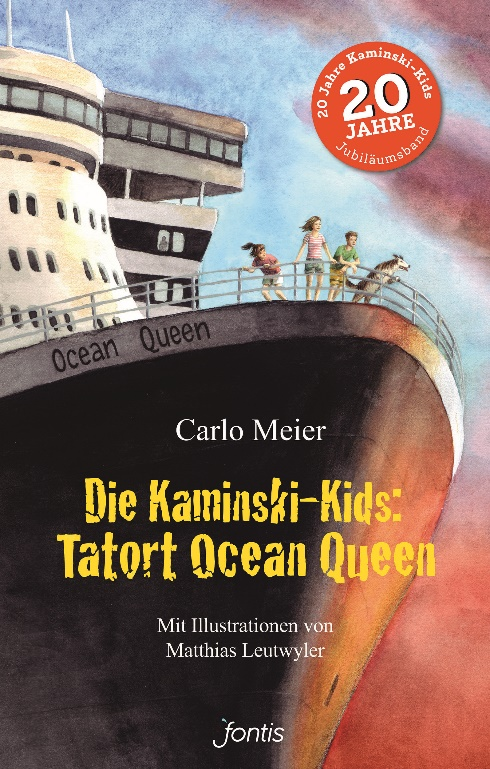 20 Jahre Kaminski-Kids
20
JAHRE
Jubiläumsband
Ocean Queen
Carlo Meier
Die Kaminski-Kids:
Tatort Ocean Queen
Mit Illustrationen von
Matthias Leutwyler
fontis